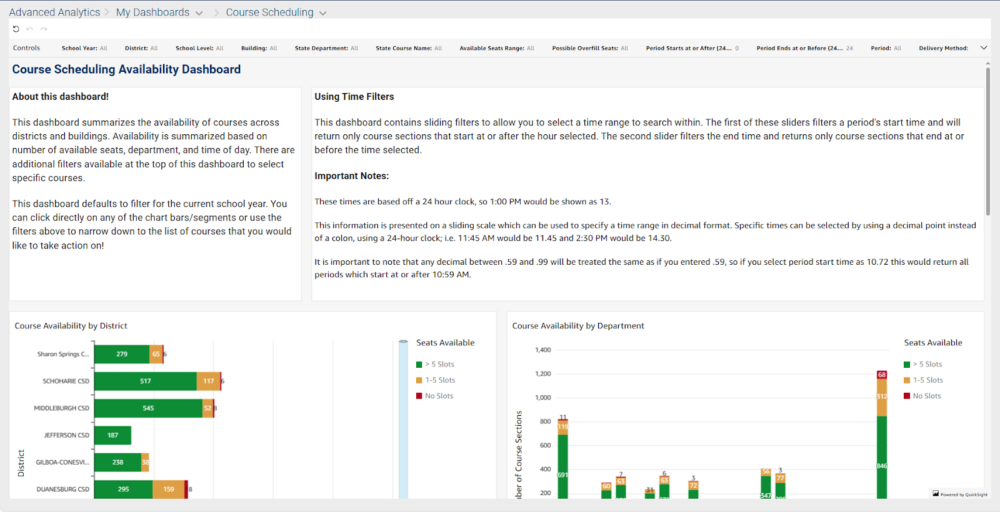 Advanced Analytics My Dashboards Course Scheduling
Controls School Year: All District: All School Level: All Building: All State Department: All State Course Name: All Available Seats Range: All Possible Overfill Seats: All Period Starts at or After (24... 0 Period Ends at or Before (24... 24 Period: All Delivery Method:
Course Scheduling Availability Dashboard
About this dashboard!
This dashboard summarizes the availability of courses across
districts and buildings. Availability is summarized based on
number of available seats, department, and time of day. There are
additional filters available at the top of this dashboard to select
specific courses.
This dashboard defaults to filter for the current school year. You
can click directly on any of the chart bars/segments or use the
filters above to narrow down to the list of courses that you would
like to take action on!
Using Time Filters
This dashboard contains sliding filters to allow you to select a time range to search within. The first of these sliders filters a period's start time and will
return only course sections that start at or after the hour selected. The second slider filters the end time and returns only course sections that end at or
before the time selected.
Important Notes:
These times are based off a 24 hour clock, so 1:00 PM would be shown as 13.
This information is presented on a sliding scale which can be used to specify a time range in decimal format. Specific times can be selected by using a decimal point instead
of a colon, using a 24-hour clock; i.e. 11:45 AM would be 11.45 and 2:30 PM would be 14.30.
It is important to note that any decimal between .59 and .99 will be treated the same as if you entered .59, so if you select period start time as 10.72 this would return all
periods which start at or after 10:59 AM.
Course Availability by District
District
Sharon Springs C... 279 65 6
SCHOHARIE CSD 517 117 6
MIDDLEBURGH CSD 545 52 8
JEFFERSON CSD 187
GILBOA-CONESVI... 238 38
DUANESBURG CSD 295 159 8
Seats Available
> 5 Slots
1-5 Slots
No Slots
Course Availability by Department
1,400
1,200
1,000
800
600
400
200
11
119
691
60
7
63
31
6
63
3
72
56
347
3
77
68
312
846
Seats Available
> 5 Slots
1-5 Slots
No Slots
Powered by QuickSight